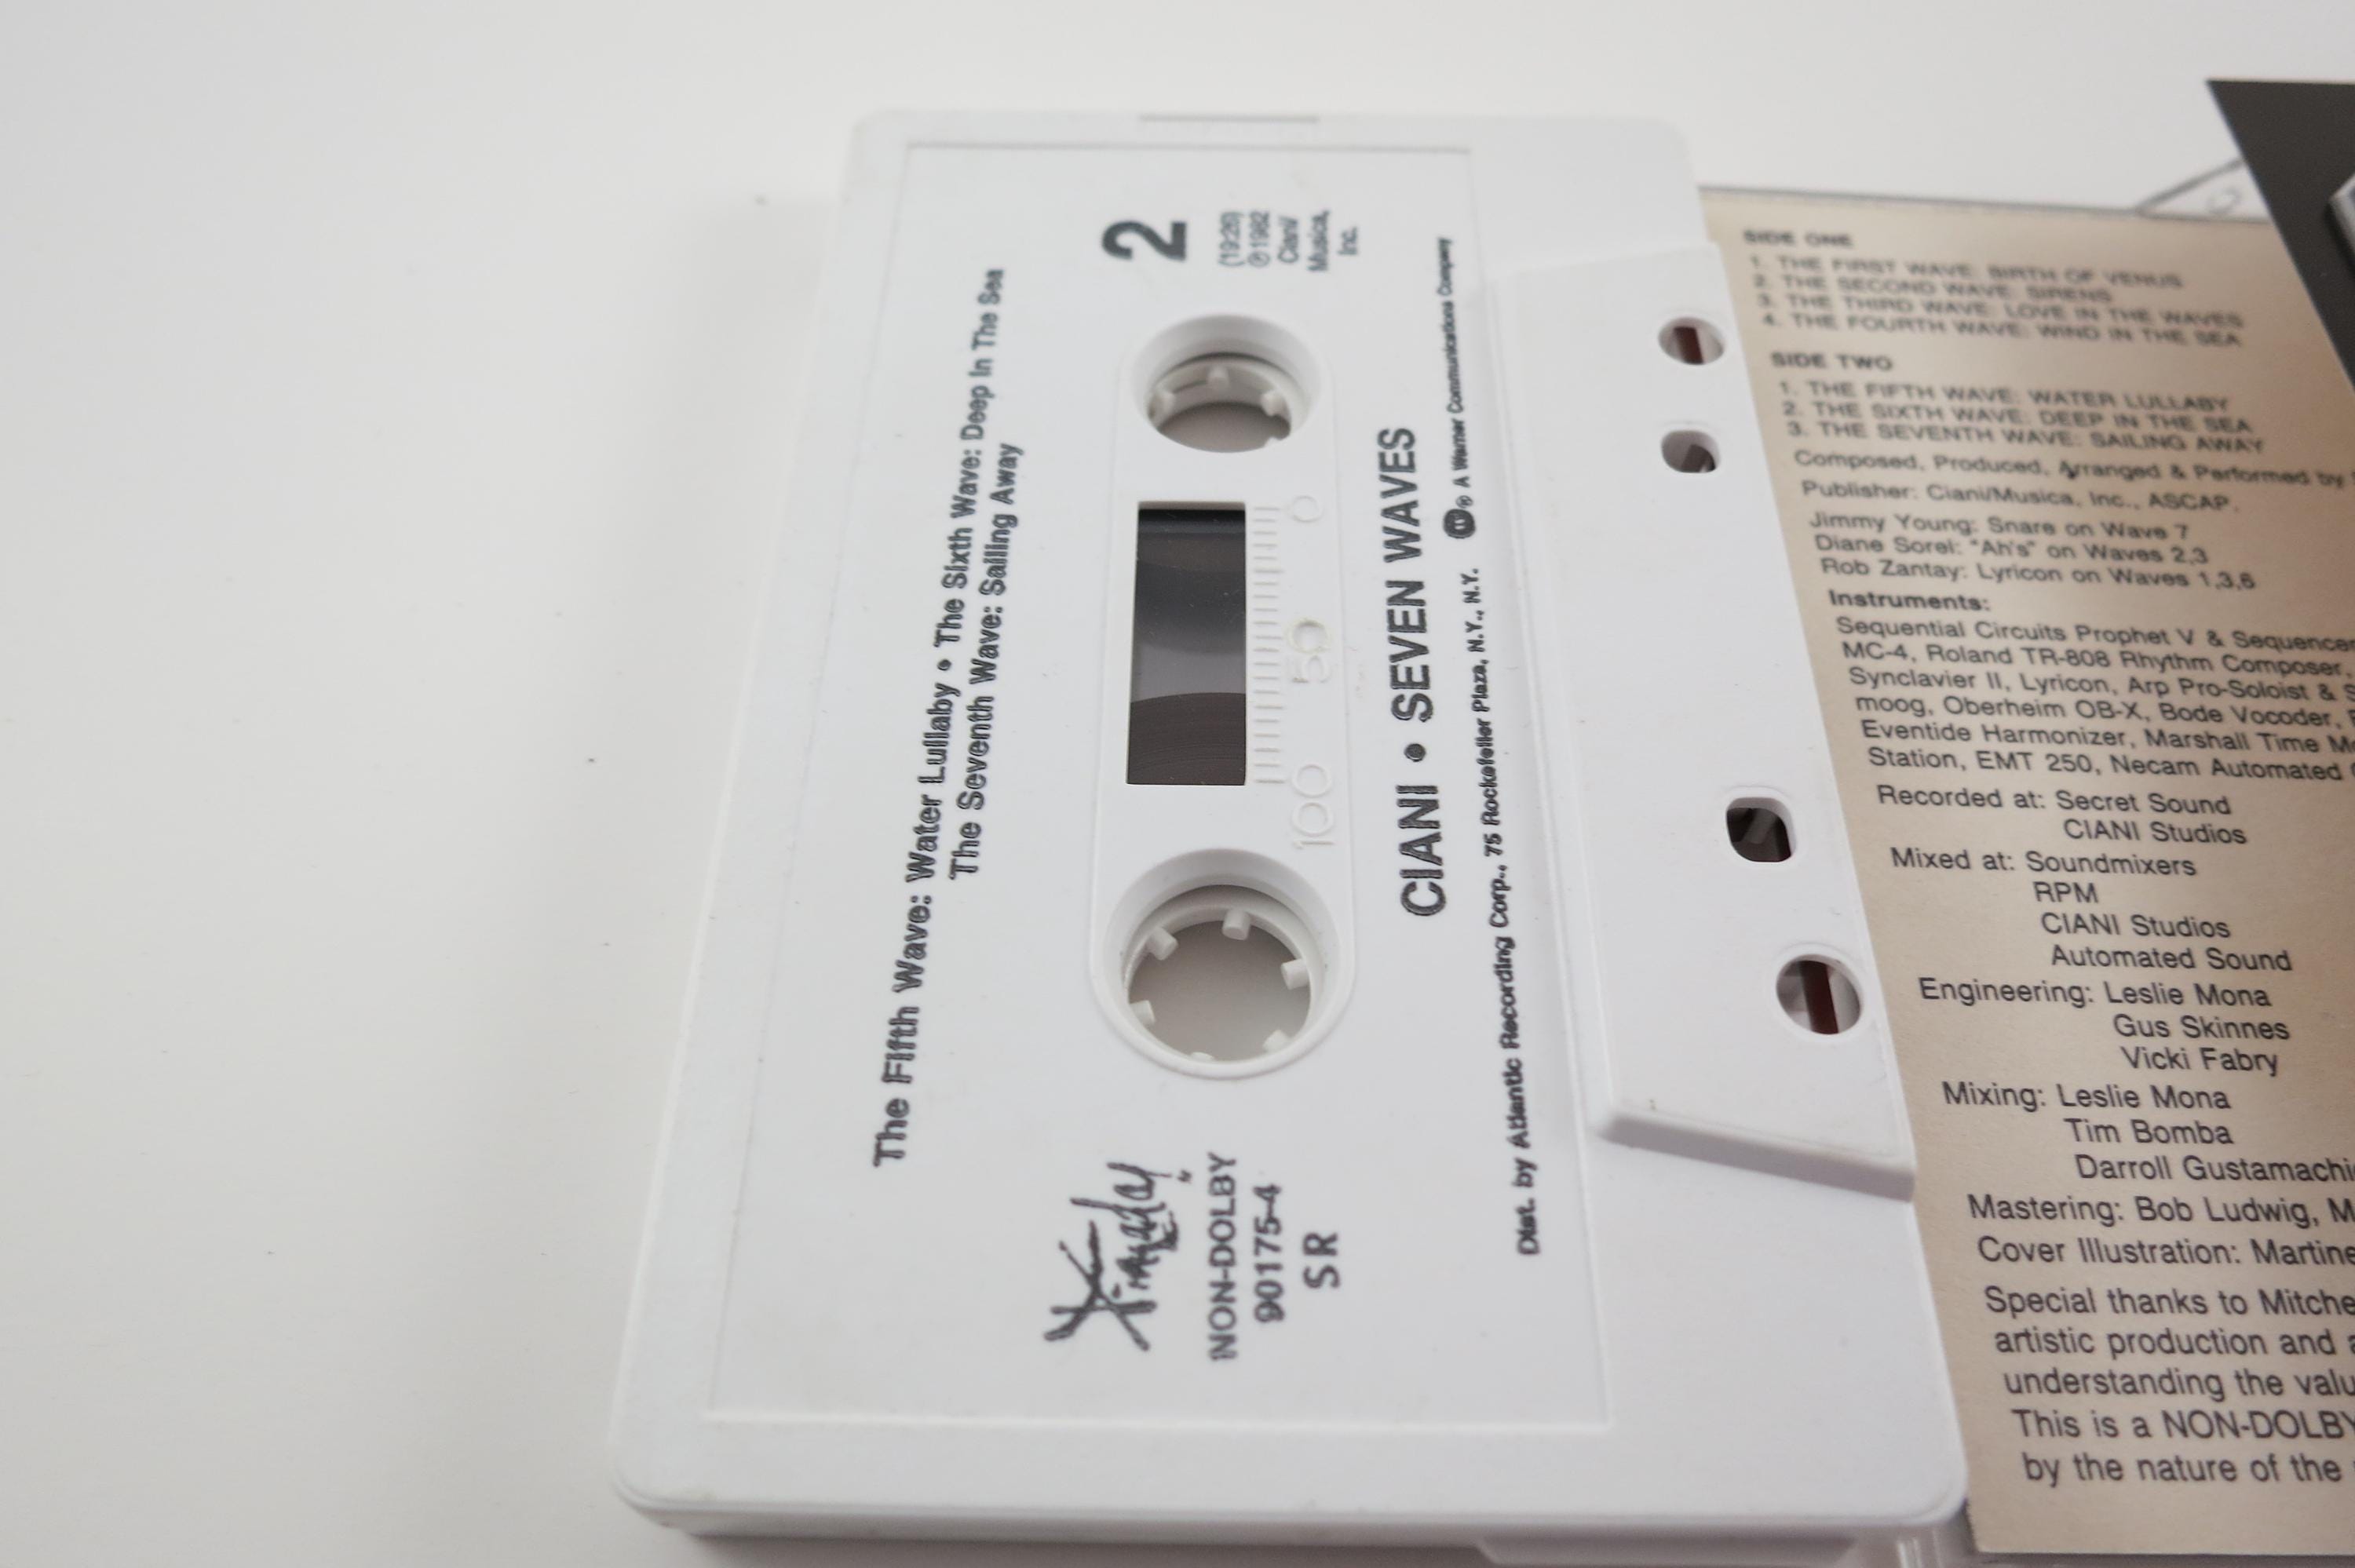 The Fifth Wave: Water Lullaby • The Sixth Wave: Deep In The Sea
The Seventh Wave: Sailing Away
2
(19:26)
℗ 1982
Ciani/
Musica,
Inc.
NON-DOLBY
90175-4
SR
0
50
100
CIANI • SEVEN WAVES
Dist. by Atlantic Recording Corp., 75 Rockefeller Plaza, N.Y., N.Y. ® A Warner Communications Company
SIDE ONE
1. THE FIRST WAVE: BIRTH OF VENUS
2. THE SECOND WAVE: SIRENS
3. THE THIRD WAVE: LOVE IN THE WAVES
4. THE FOURTH WAVE: WIND IN THE SEA
SIDE TWO
1. THE FIFTH WAVE: WATER LULLABY
2. THE SIXTH WAVE: DEEP IN THE SEA
3. THE SEVENTH WAVE: SAILING AWAY
Composed, Produced, Arranged & Performed by
Publisher: Ciani/Musica, Inc., ASCAP.
Jimmy Young: Snare on Wave 7
Diane Sorel: "Ah's" on Waves 2,3
Rob Zantay: Lyricon on Waves 1,3,6
Instruments:
Sequential Circuits Prophet V & Sequencer
MC-4, Roland TR-808 Rhythm Composer,
Synclavier II, Lyricon, Arp Pro-Soloist &
moog, Oberheim OB-X, Bode Vocoder,
Eventide Harmonizer, Marshall Time
Station, EMT 250, Necam Automated
Recorded at: Secret Sound
CIANI Studios
Mixed at: Soundmixers
RPM
CIANI Studios
Automated Sound
Engineering: Leslie Mona
Gus Skinnes
Vicki Fabry
Mixing: Leslie Mona
Tim Bomba
Darroll Gustamachi
Mastering: Bob Ludwig,
Cover Illustration: Martine
Special thanks to Mitche
artistic production and
understanding the valu
This is a NON-DOLBY
by the nature of the